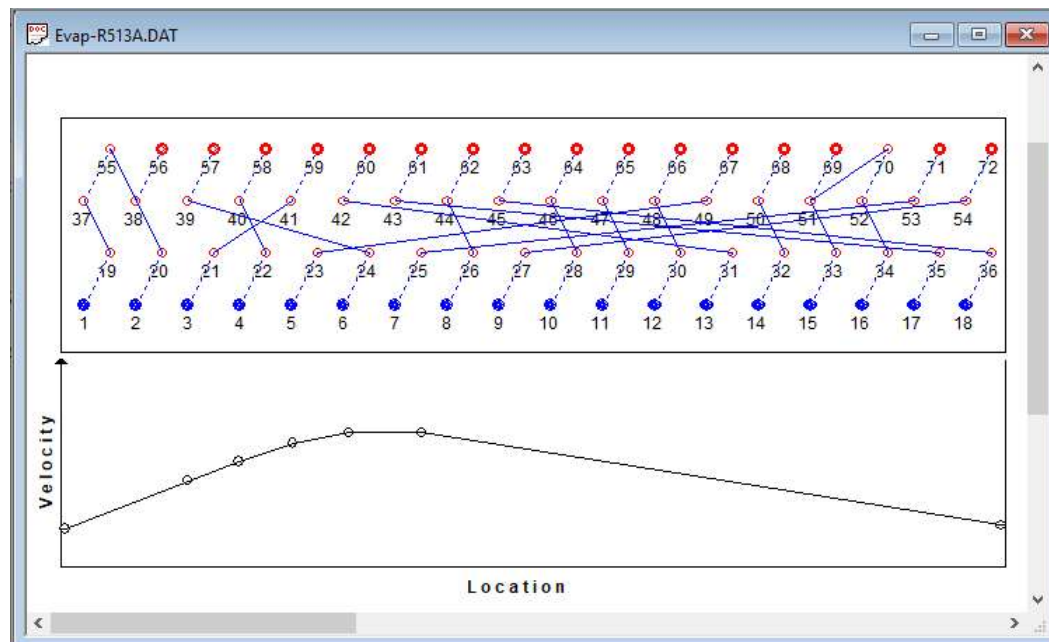 DOC Evap-R513A.DAT
55 56 57 58 59 60 61 62 63 64 65 66 67 68 69 70 71 72
37 38 39 40 41 42 43 44 45 46 47 48 49 50 51 52 53 54
19 20 21 22 23 24 25 26 27 28 29 30 31 32 33 34 35 36
1 2 3 4 5 6 7 8 9 10 11 12 13 14 15 16 17 18
Velocity
Location